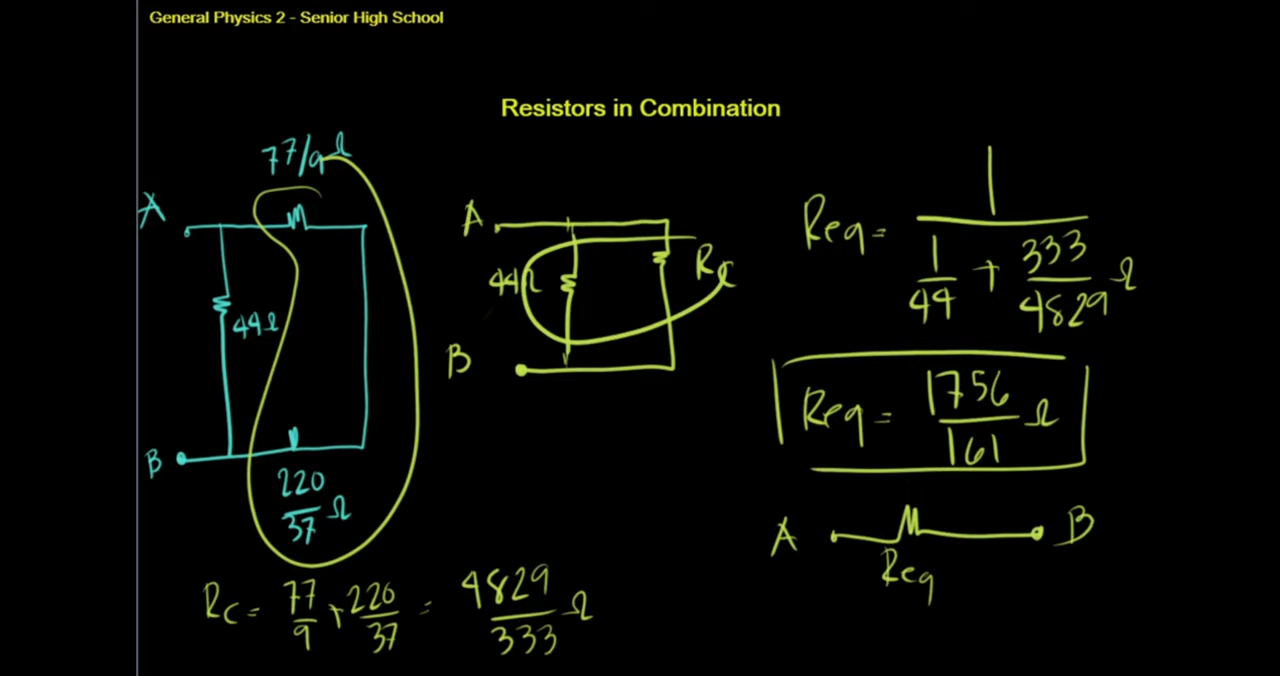 General Physics 2 - Senior High School
Resistors in Combination
77/9 Ω
A
44Ω
B
220/37 Ω
Rc = 77/9 + 220/37 = 4829/333 Ω
A
44Ω
Rc
B
Req = 1/(1/44 + 333/4829) Ω
Req = 1756/161 Ω
A
B
Req